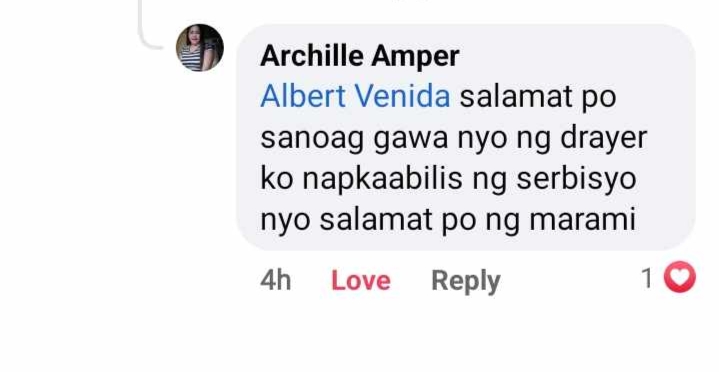 Archille Amper
Albert Venida salamat po
sanoag gawa nyo ng drayer
ko napkaabilis ng serbisyo
nyo salamat po ng marami
4h Love Reply 1